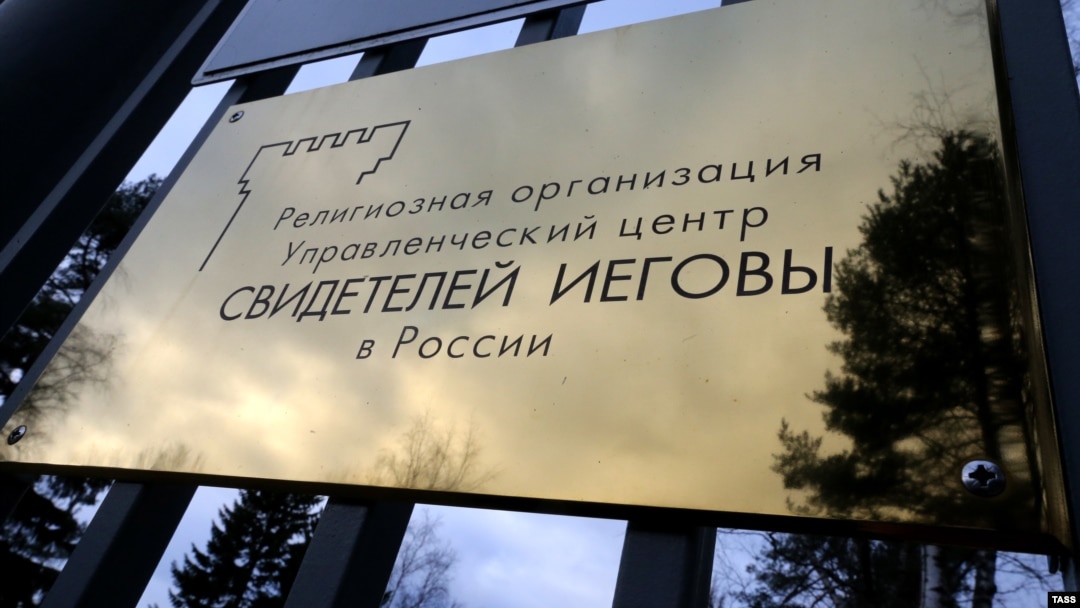 Религиозная организация
Управленческий центр
СВИДЕТЕЛЕЙ ИЕГОВЫ
в России
TASS